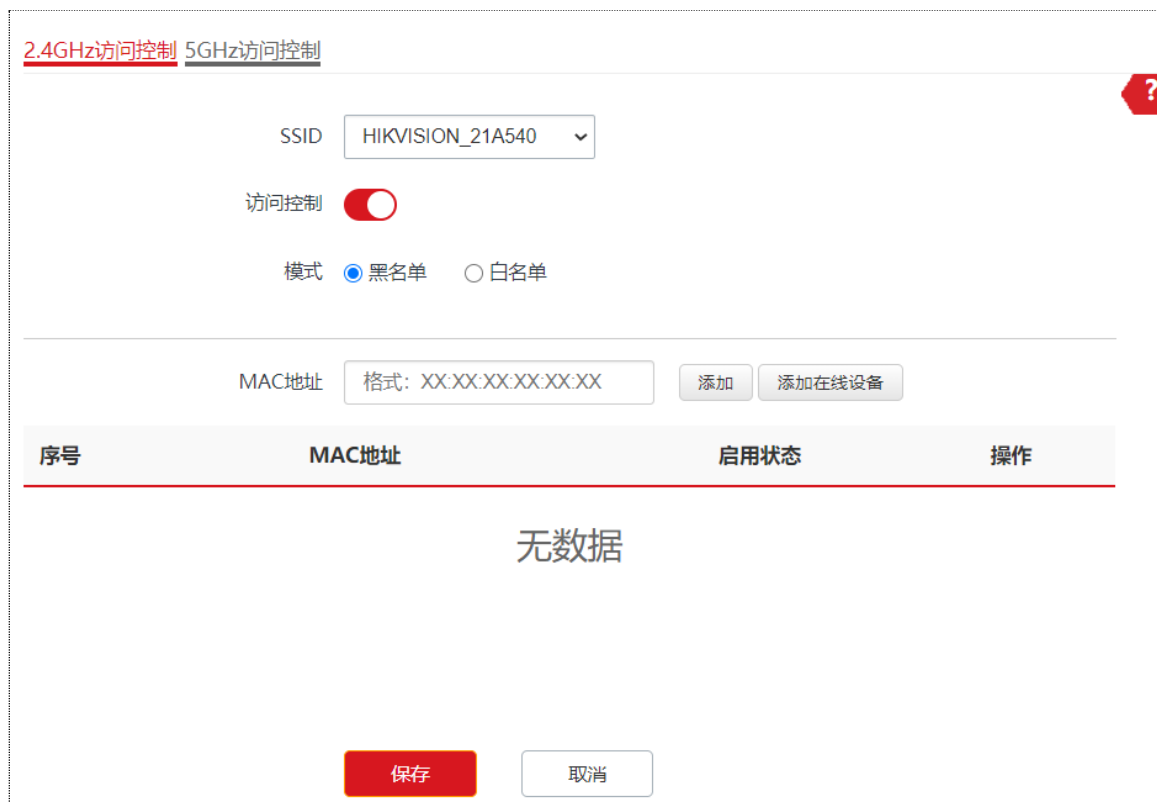 2.4GHz访问控制 5GHz访问控制
?
SSID HIKVISION_21A540
访问控制
模式 黑名单 白名单
MAC地址 格式：XX:XX:XX:XX:XX:XX 添加 添加在线设备
序号 MAC地址 启用状态 操作
无数据
保存 取消